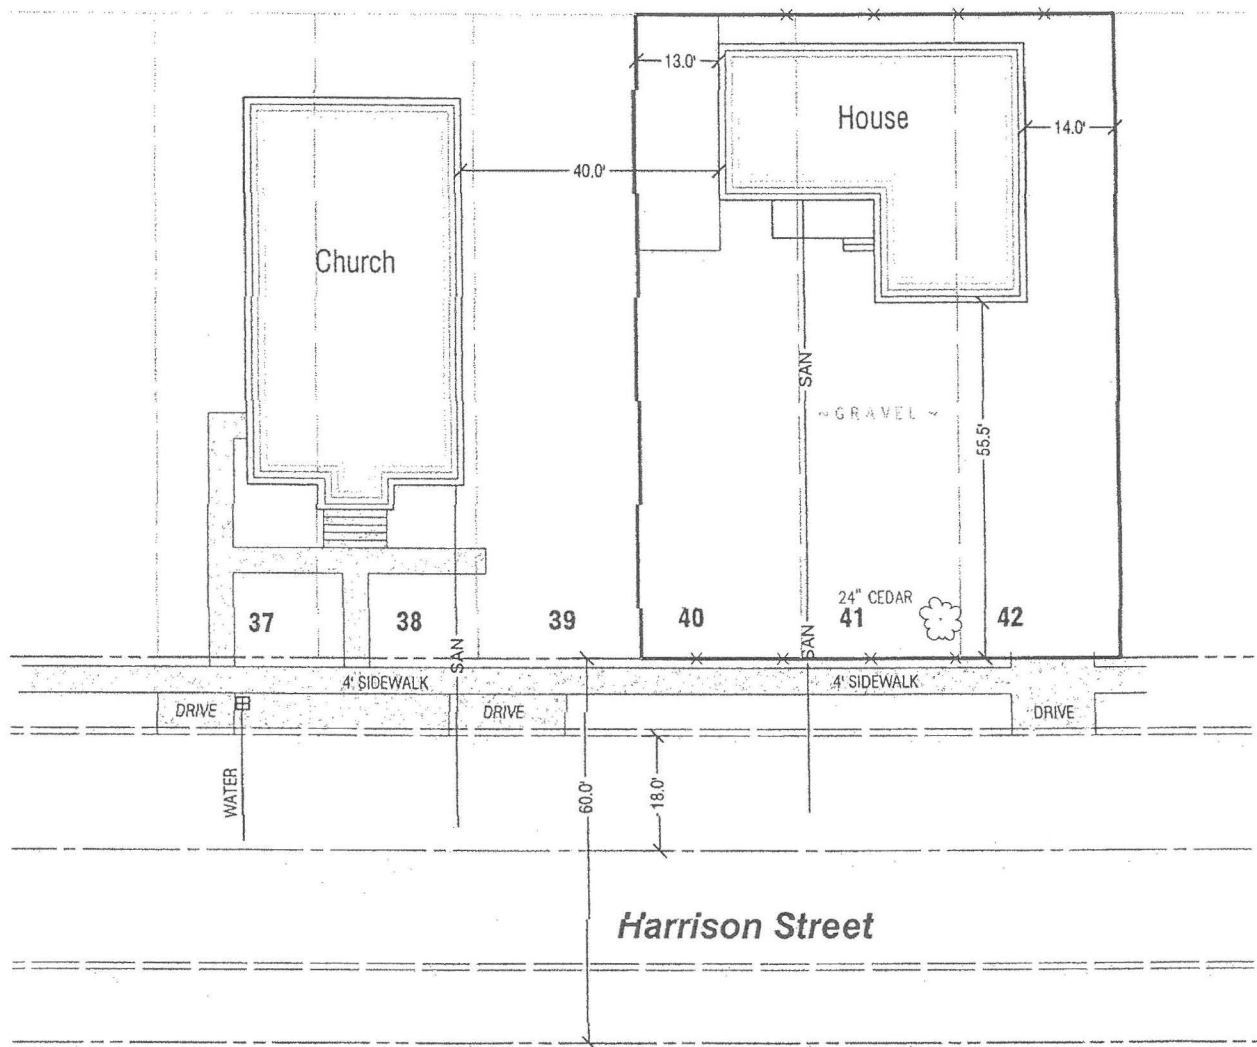 13.0'
House
14.0'
40.0'
Church
SAN
~ GRAVEL ~
55.5'
24" CEDAR
37
38
39
40
41
42
SAN
SAN
4' SIDEWALK
4' SIDEWALK
DRIVE
DRIVE
DRIVE
WATER
60.0'
18.0'
Harrison Street